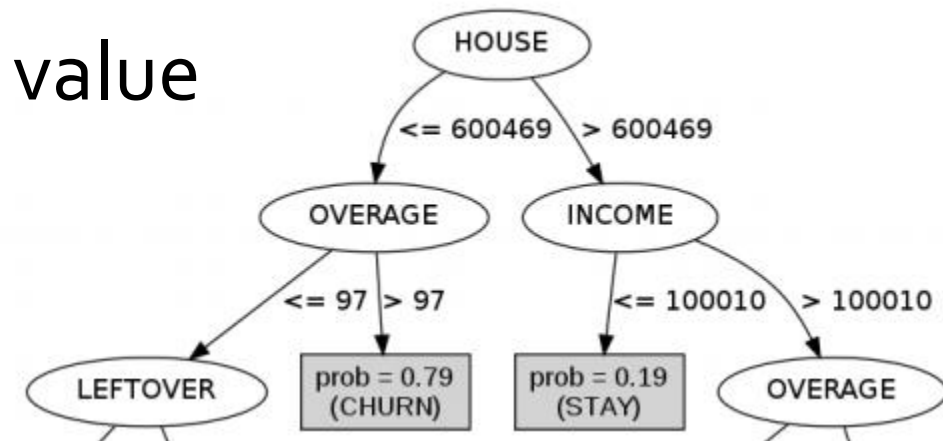 value
HOUSE
<= 600469
> 600469
OVERAGE
INCOME
<= 97
> 97
<= 100010
> 100010
LEFTOVER
prob = 0.79
(CHURN)
prob = 0.19
(STAY)
OVERAGE